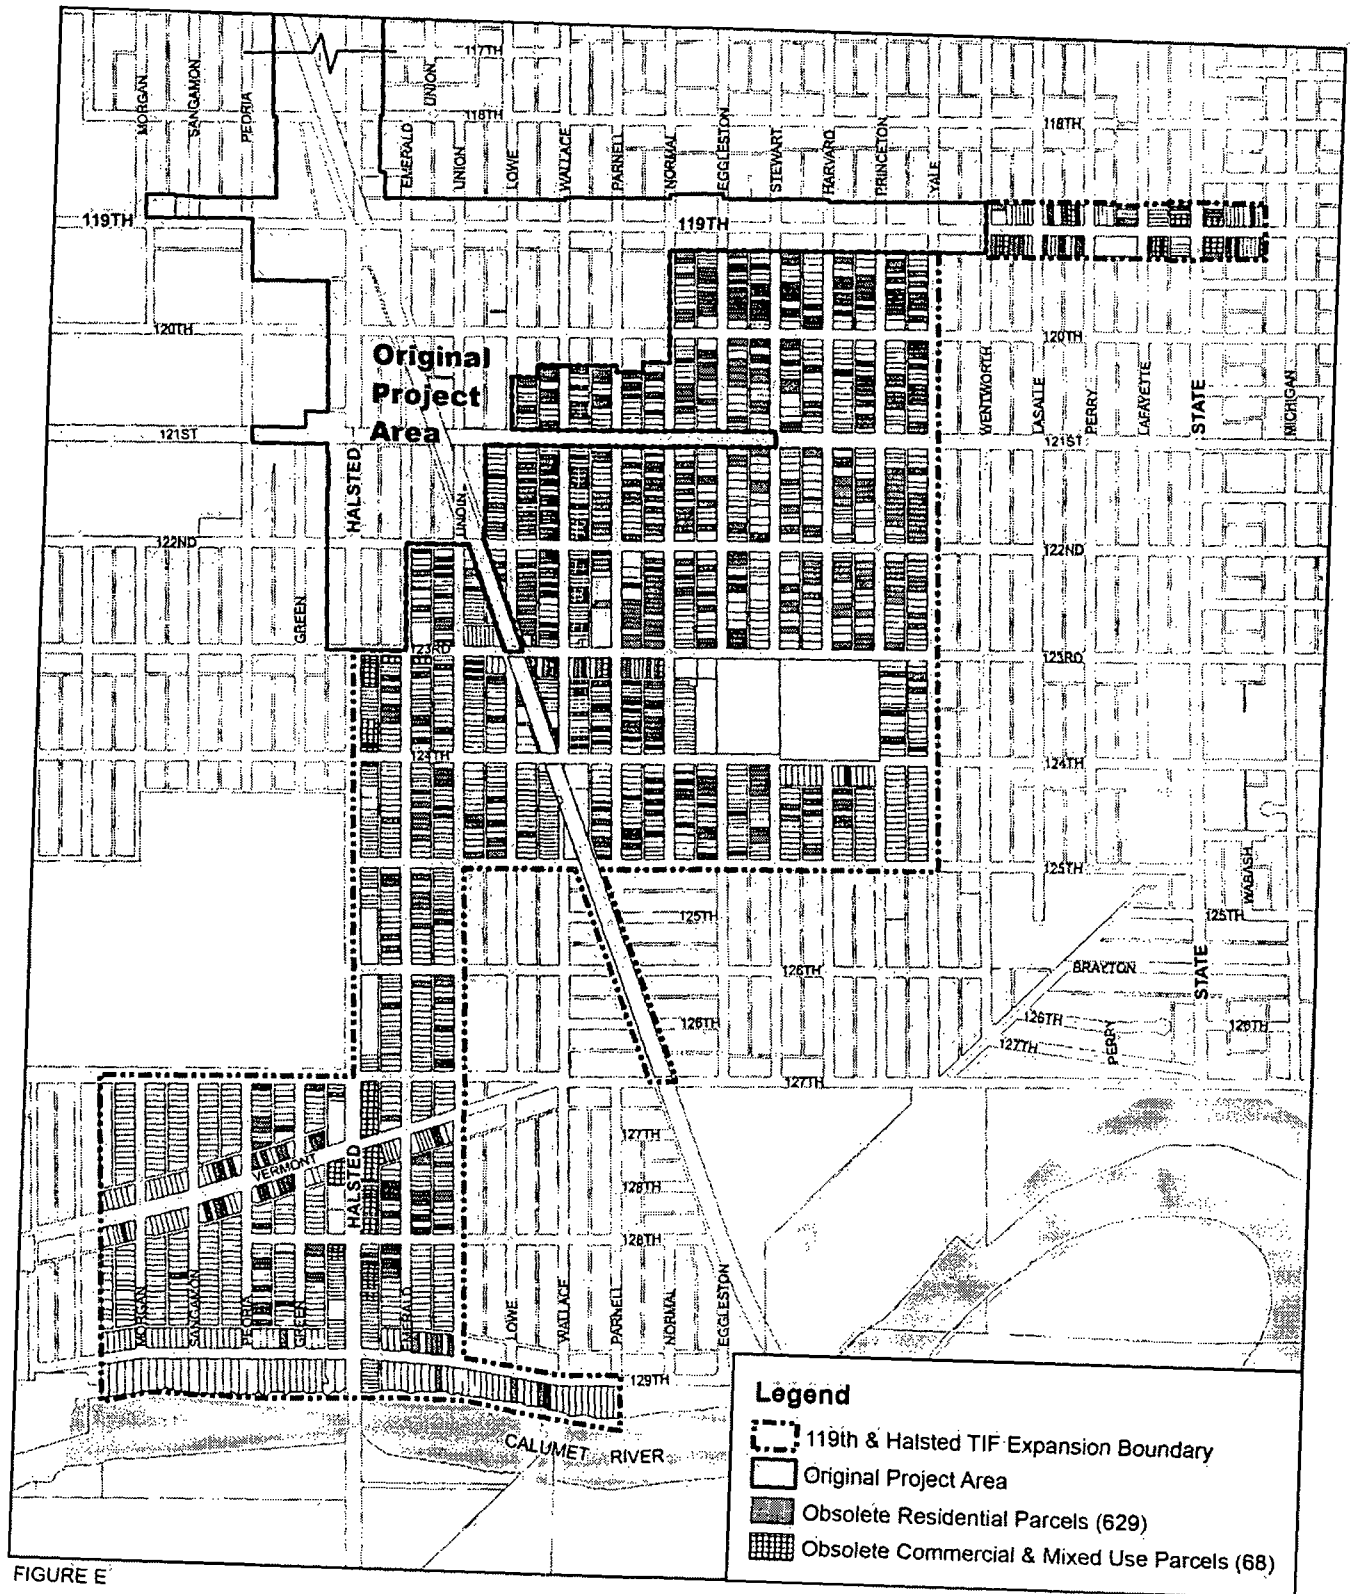 117TH
MORGAN
SANGAMON
PEORIA
UNION
118TH
118TH
EMERALD
UNION
LOWE
WALLACE
PARNELL
NORMAL
EGGLESTON
STEWART
HARVARD
PRINCETON
YALE
119TH
119TH
120TH
120TH
Original
Project
Area
WENTWORTH
LASALLE
PERRY
LAFAYETTE
STATE
MICHIGAN
121ST
121ST
HALSTED
UNION
122ND
122ND
GREEN
123RD
123RD
124TH
124TH
125TH
WABASH
125TH
125TH
126TH
BRAYTON
STATE
126TH
126TH
126TH
127TH
PERRY
127TH
127TH
VERMONT
HALSTED
128TH
128TH
MORGAN
SANGAMON
PEORIA
GREEN
EMERALD
LOWE
WALLACE
PARNELL
NORMAL
EGGLESTON
129TH
CALUMET RIVER
Legend
119th & Halsted TIF Expansion Boundary
Original Project Area
Obsolete Residential Parcels (629)
Obsolete Commercial & Mixed Use Parcels (68)
FIGURE E